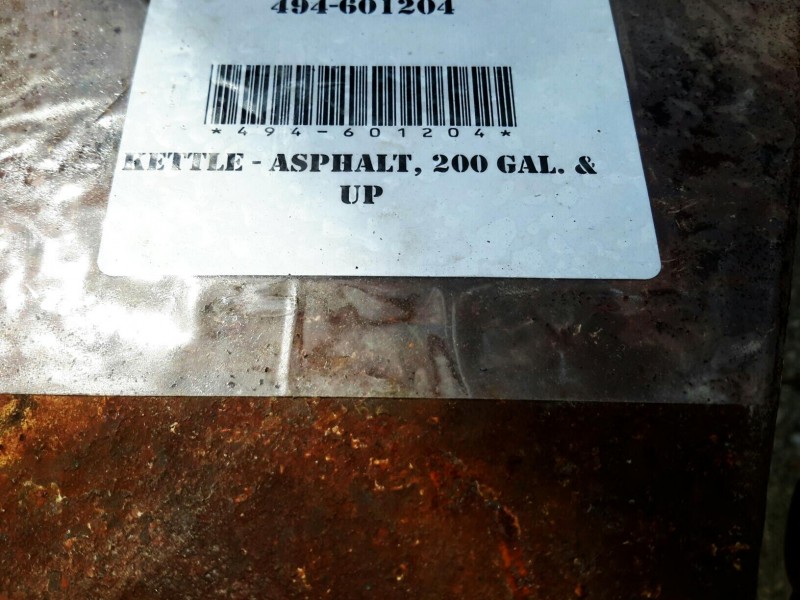 494-601204
*494-601204*
KETTLE - ASPHALT, 200 GAL. &
UP